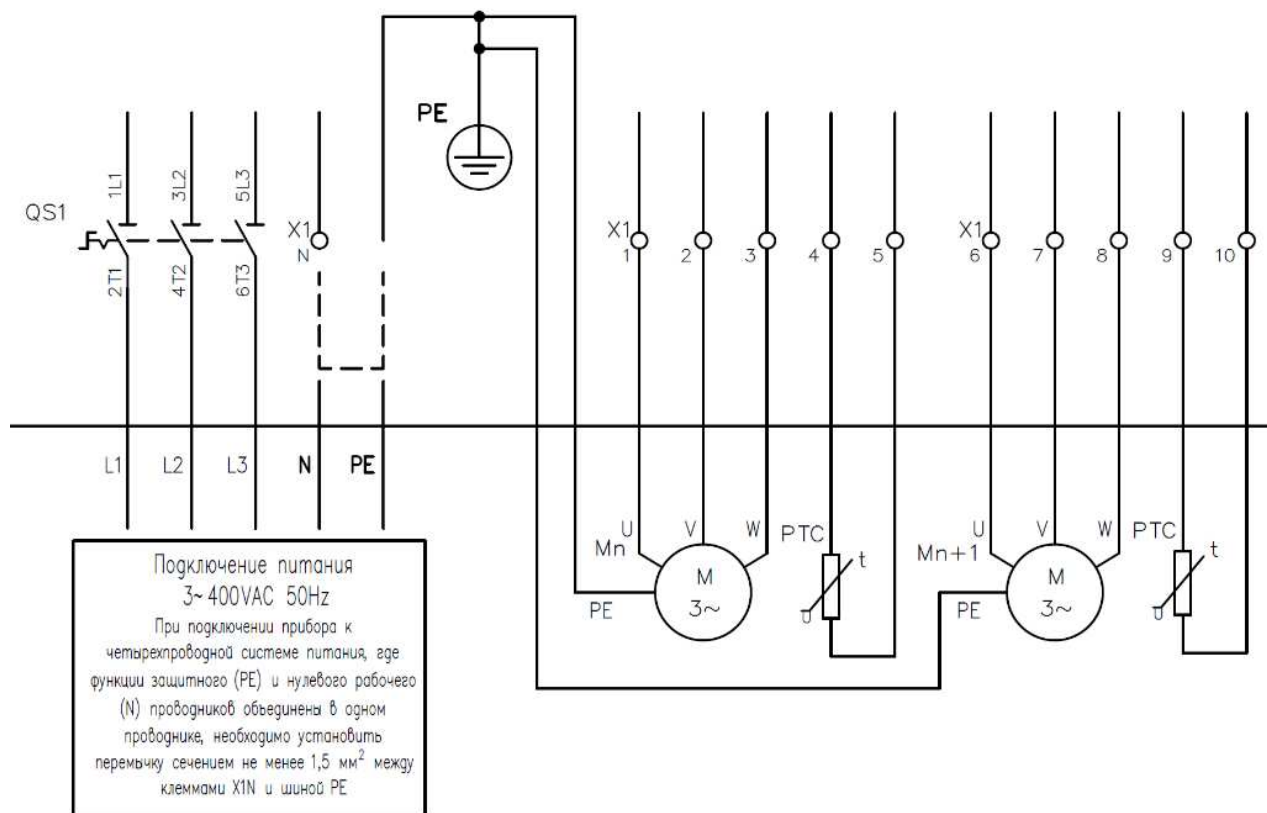 PE
1L1 3L2 5L3
QS1
X1
N
2T1 4T2 6T3
X1
1 2 3 4 5
X1
6 7 8 9 10
L1 L2 L3 N PE
U V W PTC t
Mn
M
3~
PE
U
U V W PTC t
Mn+1
M
3~
PE
U
Подключение питания
3~400VAC 50Hz
При подключении прибора к
четырехпроводной системе питания, где
функции защитного (PE) и нулевого рабочего
(N) проводников объединены в одном
проводнике, необходимо установить
перемычку сечением не менее 1,5 мм² между
клеммами X1N и шиной PE